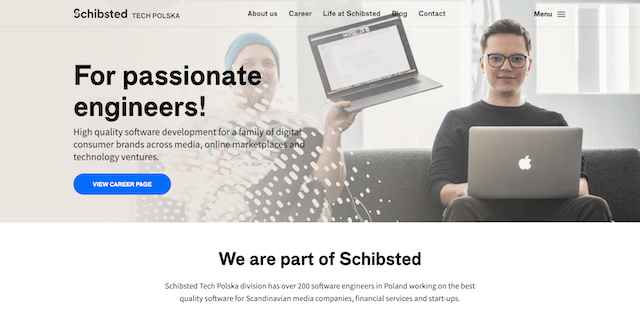 Schibsted TECH POLSKA About us Career Life at Schibsted Blog Contact Menu
For passionate
engineers!
High quality software development for a family of digital
consumer brands across media, online marketplaces and
technology ventures.
VIEW CAREER PAGE
We are part of Schibsted
Schibsted Tech Polska division has over 200 software engineers in Poland working on the best
quality software for Scandinavian media companies, financial services and start-ups.